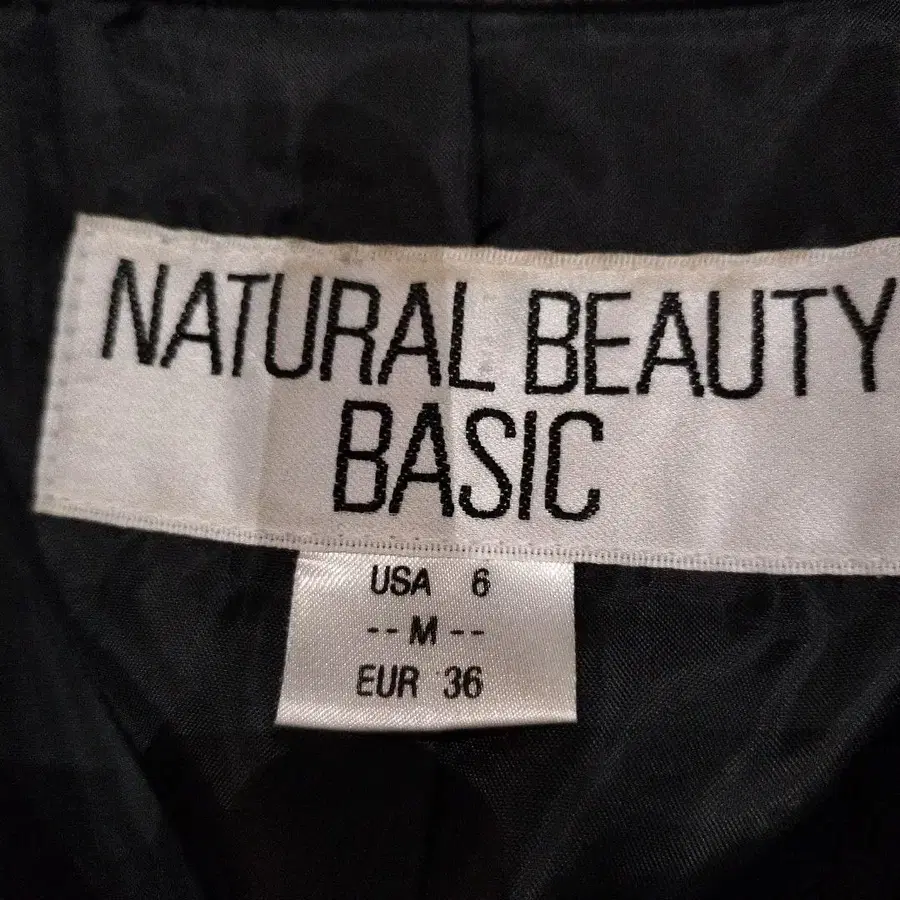 NATURAL BEAUTY
BASIC
USA 6
-- M --
EUR 36